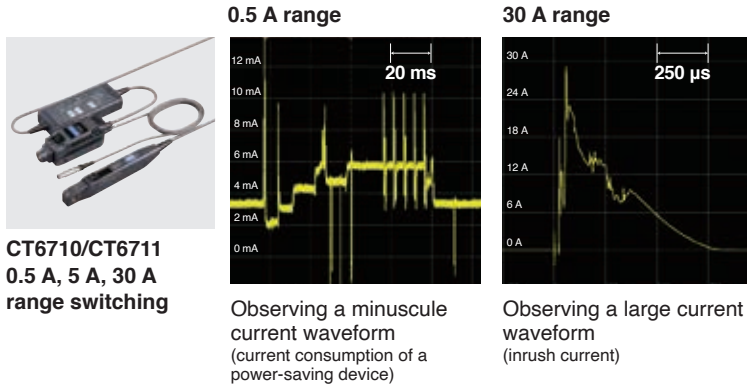 0.5 A range
30 A range
12 mA
10 mA
8 mA
6 mA
4 mA
2 mA
0 mA
20 ms
30 A
24 A
18 A
12 A
6 A
0 A
250 µs
CT6710/CT6711
0.5 A, 5 A, 30 A
range switching
Observing a minuscule
current waveform
(current consumption of a
power-saving device)
Observing a large current
waveform
(inrush current)